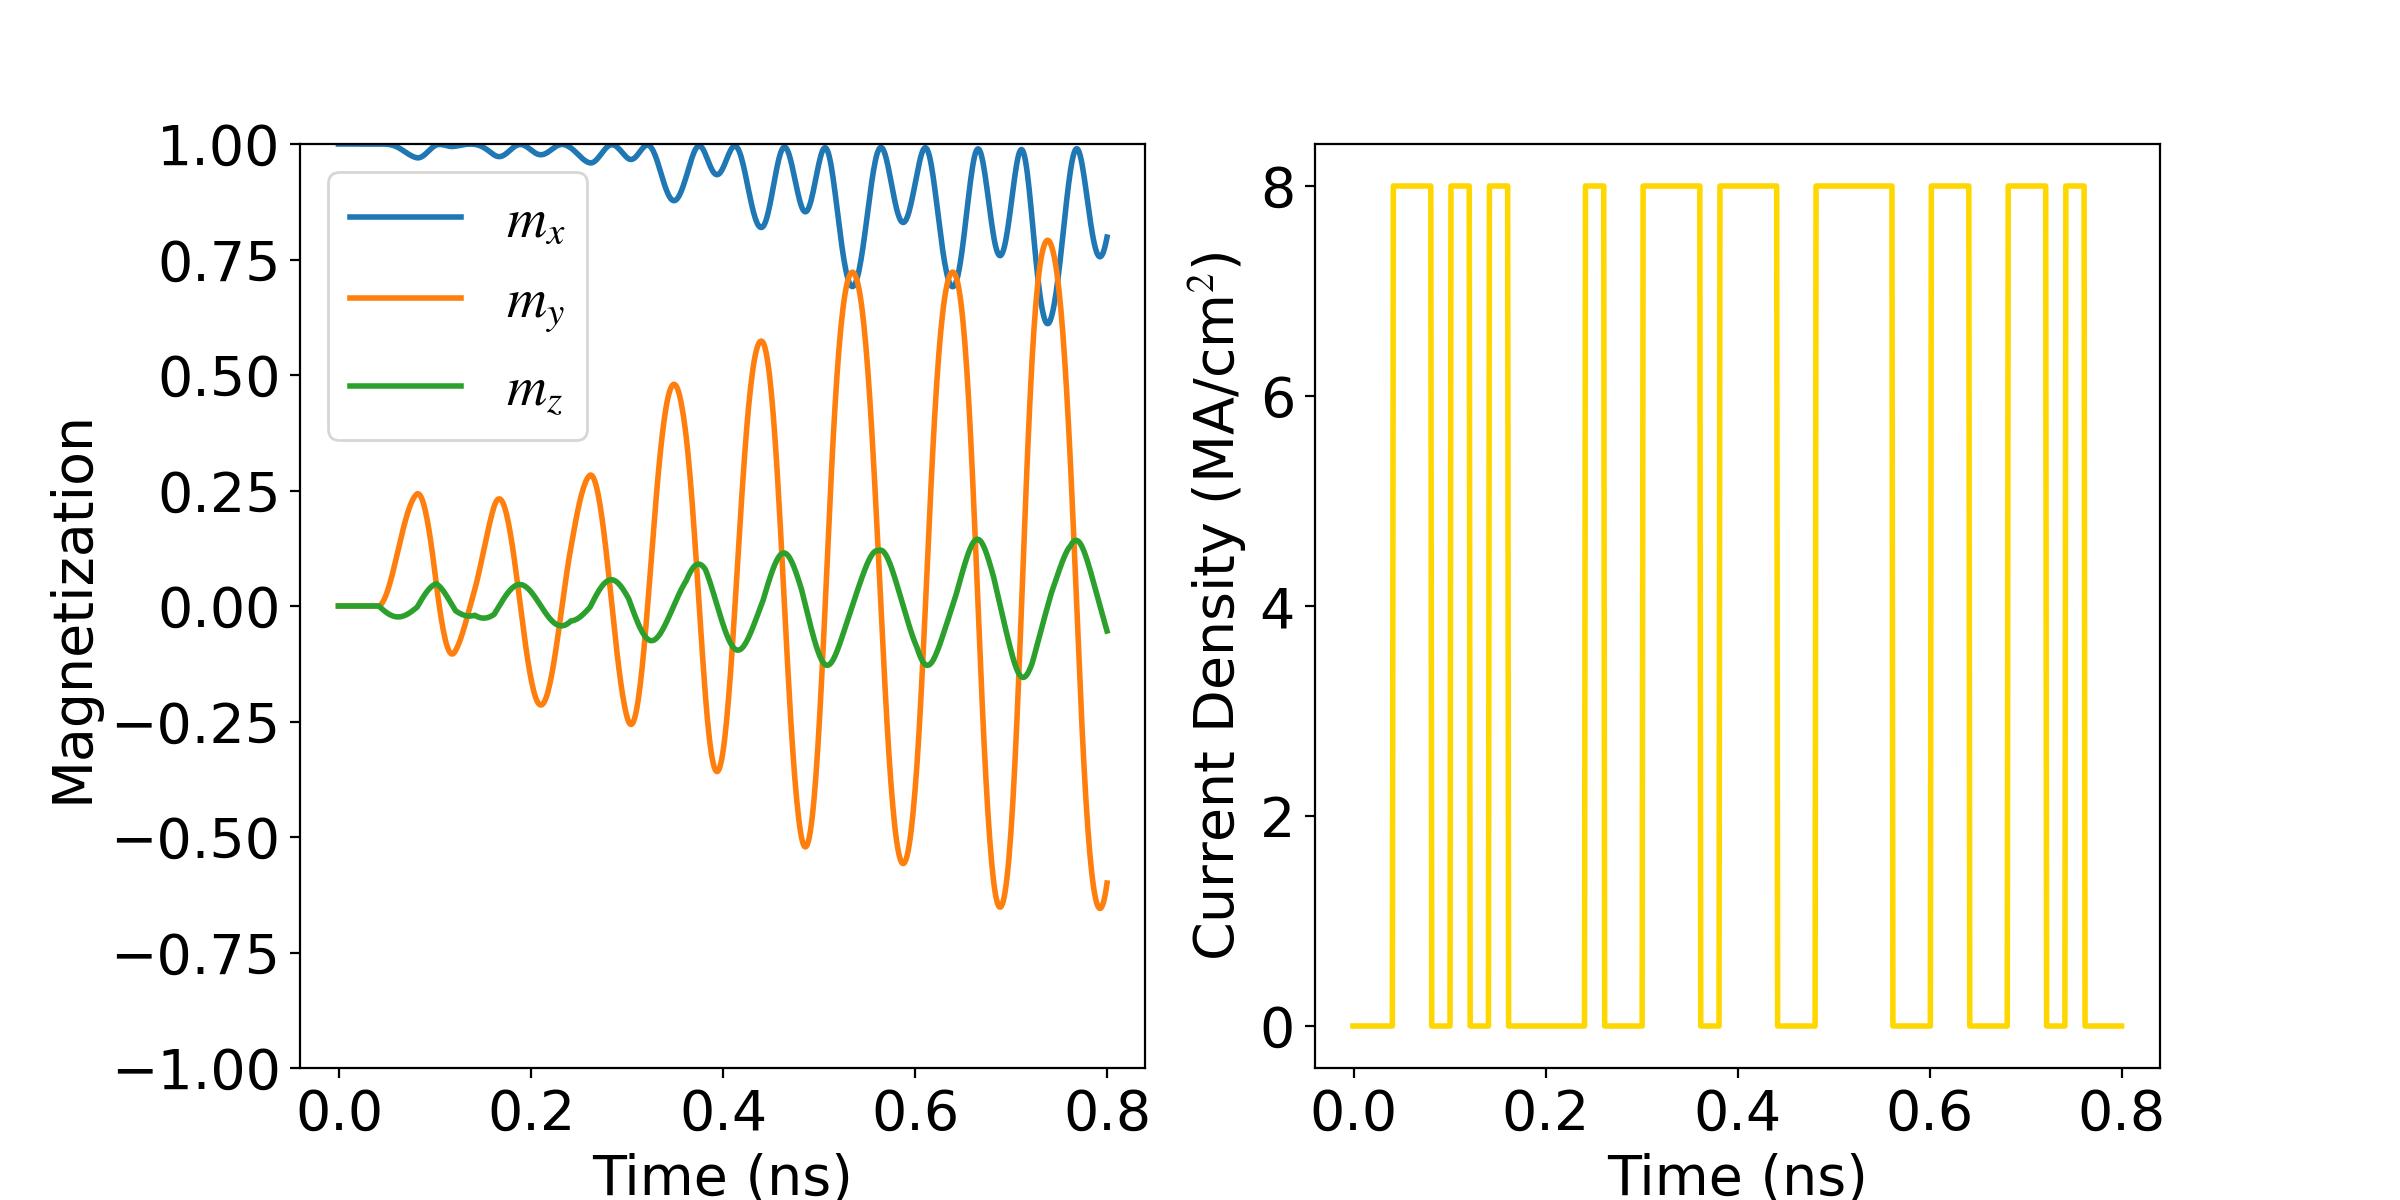 1.00
0.75
0.50
0.25
0.00
−0.25
−0.50
−0.75
−1.00
Magnetization
m_x
m_y
m_z
0.0 0.2 0.4 0.6 0.8
Time (ns)
8
6
4
2
0
Current Density (MA/cm²)
0.0 0.2 0.4 0.6 0.8
Time (ns)